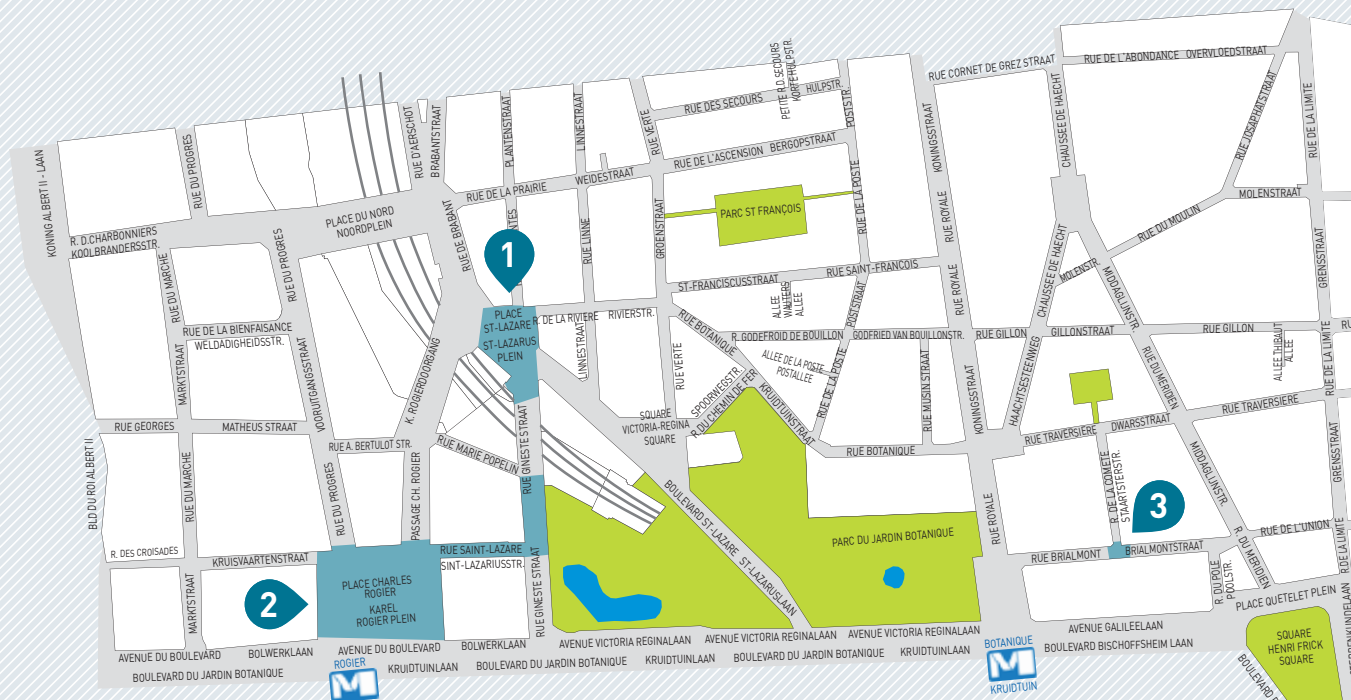 RUE DE L'ABONDANCE OVERVLOEDSTRAAT
RUE CORNET DE GREZ STRAAT
PETITE R.D.SECOURS
KORTEHULPSTR.
HULPSTR.
RUE DES SECOURS
POSTSTR.
KONINGSSTRAAT
CHAUSSEE DE HAECHT
RUE JOSAPHATSTRAAT
RUE DE LA LIMITE
KONING ALBERT II - LAAN
RUE DU PROGRES
RUE D'AERSCHOT
BRABANTSTRAAT
PLANTENSTRAAT
LINNESTRAAT
RUE VERTE
RUE DE L'ASCENSION BERGOPSTRAAT
RUE DE LA PRAIRIE
WEIDESTRAAT
PARC ST FRANÇOIS
RUE DE LA POSTE
RUE ROYALE
MOLENSTRAAT
RUE DU MOULIN
PLACE DU NORD
NOORDPLEIN
R. D.CHARBONNIERS
KOOLBRANDERSSTR.
RUE DU PROGRES
RUE DE BRABANT
NTES
1
RUE LINNE
GROENSTRAAT
CHAUSSEE DE HAECHT
GRENSSTRAAT
RUE DU MARCHE
RUE SAINT-FRANÇOIS
ST-FRANCISCUSSTRAAT
MOLENSTR.
MIDDAGLIJNSTR.
ALLEE
WAUTERS
ALLEE
POSTSTRAAT
RUE ROYALE
PLACE
ST-LAZARE
ST-LAZARUS
PLEIN
R. DE LA RIVIERE RIVIERSTR.
RUE DE LA BIENFAISANCE
WELDADIGHEIDSSTR.
RUE BOTANIQUE
R. GODEFROID DE BOUILLON GODFRIED VAN BOUILLONSTR.
RUE GILLON
GILLONSTRAAT
RUE GILLON
MARKTSTRAAT
VOORUITGANGSSTRAAT
K. ROGIERDOORGANG
LINNESTRAAT
RUE VERTE
ALLEE DE LA POSTE
POSTALLEE
RUE DE LA POSTE
RUE MUSIN STRAAT
KONINGSSTRAAT
HAACHTSESTEENWEG
RUE DU MERIDIEN
ALLEE THIBAUT
ALLEE
RUE DE LA LIMITE
SPOORWEGSTR.
R. DU CHEMIN DE FER
KRUIDTUINSTRAAT
RUE GEORGES
MATHEUS STRAAT
SQUARE
VICTORIA-REGINA
SQUARE
RUE TRAVERSIERE
DWARSSTRAAT
RUE TRAVERSIERE
RUE A. BERTULOT STR.
RUE MARIE POPELIN
RUE GINESTE STRAAT
RUE BOTANIQUE
MIDDAGLIJNSTR.
GRENSSTRAAT
BLD DU ROI ALBERT II
RUE DU MARCHE
RUE DU PROGRES
PASSAGE CH. ROGIER
BOULEVARD ST-LAZARE ST-LAZARUSLAAN
RUE ROYALE
R. DE LA COMETE
STAARTSTERSTR.
3
PARC DU JARDIN BOTANIQUE
R. DES CROISADES
KRUISVAARTENSTRAAT
RUE SAINT-LAZARE
SINT-LAZARIUSSTR.
RUE BRIALMONT
BRIALMONTSTRAAT
RUE DE L'UNION
R. DU MERIDIEN
R.DE LA LIMITE
2
MARKTSTRAAT
PLACE CHARLES
ROGIER
KAREL
ROGIER PLEIN
RUE GINESTE STRAAT
R. DU POLE
POOLSTR.
PLACE QUETELET PLEIN
AVENUE DU BOULEVARD
BOLWERKLAAN
AVENUE DU BOULEVARD
BOLWERKLAAN
AVENUE VICTORIA REGINALAAN
AVENUE VICTORIA REGINALAAN
AVENUE VICTORIA REGINALAAN
AVENUE GALILEELAAN
BOULEVARD DU JARDIN BOTANIQUE
ROGIER
M
KRUIDTUINLAAN
BOULEVARD DU JARDIN BOTANIQUE
KRUIDTUINLAAN
BOULEVARD DU JARDIN BOTANIQUE
KRUIDTUINLAAN
BOTANIQUE
M
KRUIDTUIN
BOULEVARD BISCHOFFSHEIM LAAN
SQUARE
HENRI FRICK
SQUARE